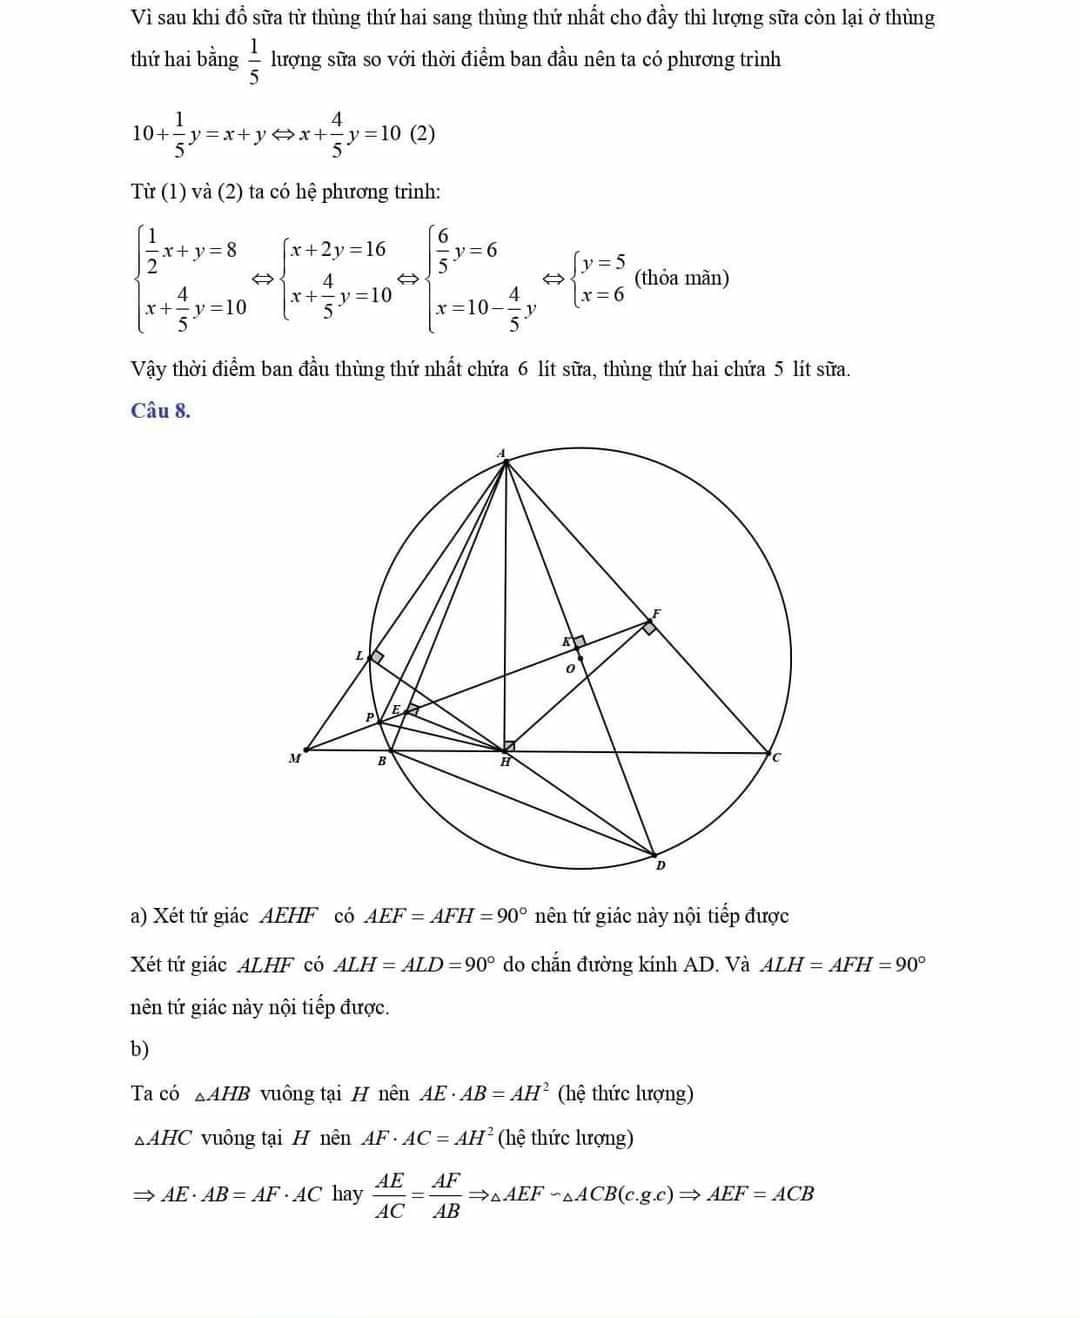 Vì sau khi đổ sữa từ thùng thứ hai sang thùng thứ nhất cho đầy thì lượng sữa còn lại ở thùng
thứ hai bằng 1/5 lượng sữa so với thời điểm ban đầu nên ta có phương trình
10+1/5y=x+y⇔x+4/5y=10 (2)
Từ (1) và (2) ta có hệ phương trình:
{1/2x+y=8; x+4/5y=10 ⇔ {x+2y=16; x+4/5y=10 ⇔ {6/5y=6; x=10−4/5y ⇔ {y=5; x=6 (thỏa mãn)
Vậy thời điểm ban đầu thùng thứ nhất chứa 6 lít sữa, thùng thứ hai chứa 5 lít sữa.
Câu 8.
A
F
K
L
O
P E
M B H C
D
a) Xét tứ giác AEHF có AEF = AFH = 90° nên tứ giác này nội tiếp được
Xét tứ giác ALHF có ALH = ALD = 90° do chắn đường kính AD. Và ALH = AFH = 90°
nên tứ giác này nội tiếp được.
b)
Ta có △AHB vuông tại H nên AE·AB = AH² (hệ thức lượng)
△AHC vuông tại H nên AF·AC = AH² (hệ thức lượng)
⇒ AE·AB = AF·AC hay AE/AC = AF/AB ⇒△AEF ∽△ACB(c.g.c) ⇒ AEF = ACB